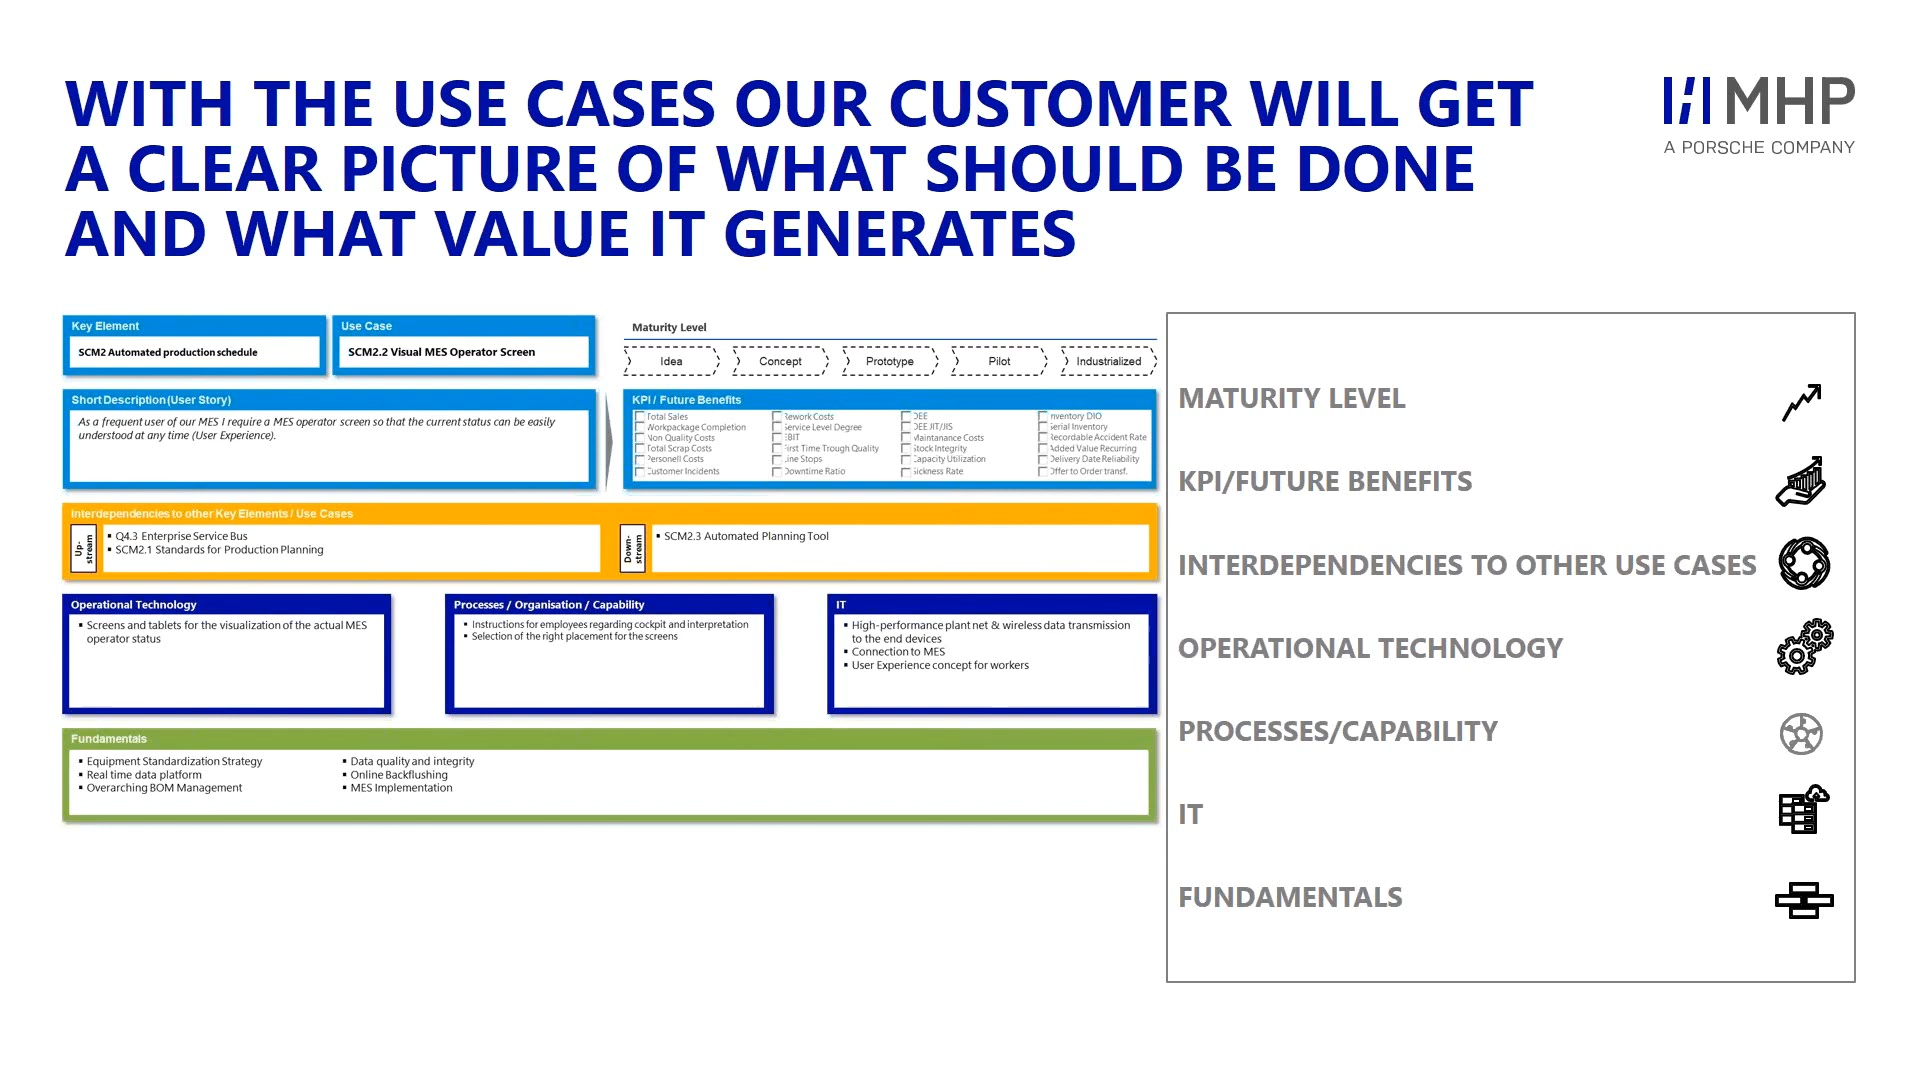 WITH THE USE CASES OUR CUSTOMER WILL GET
A CLEAR PICTURE OF WHAT SHOULD BE DONE
AND WHAT VALUE IT GENERATES
MHP
A PORSCHE COMPANY
Key Element
SCM2 Automated production schedule
Use Case
SCM2.2 Visual MES Operator Screen
Maturity Level
Idea
Concept
Prototype
Pilot
Industrialized
Short Description (User Story)
As a frequent user of our MES I require a MES operator screen so that the current status can be easily
understood at any time (User Experience).
KPI / Future Benefits
Total Sales
Workpackage Completion
Non Quality Costs
Total Scrap Costs
Personell Costs
Customer Incidents
Rework Costs
Service Level Degree
EBIT
First Time Trough Quality
Line Stops
Downtime Ratio
OEE
OEE JIT/JIS
Maintanance Costs
Stock Integrity
Capacity Utilization
Sickness Rate
Inventory DIO
Serial Inventory
Recordable Accident Rate
Added Value Recurring
Delivery Date Reliability
Offer to Order transf.
Interdependencies to other Key Elements / Use Cases
Up-
stream
▪ Q4.3 Enterprise Service Bus
▪ SCM2.1 Standards for Production Planning
Down-
stream
▪ SCM2.3 Automated Planning Tool
Operational Technology
▪ Screens and tablets for the visualization of the actual MES
operator status
Processes / Organisation / Capability
▪ Instructions for employees regarding cockpit and interpretation
▪ Selection of the right placement for the screens
IT
▪ High-performance plant net & wireless data transmission
to the end devices
▪ Connection to MES
▪ User Experience concept for workers
Fundamentals
▪ Equipment Standardization Strategy
▪ Real time data platform
▪ Overarching BOM Management
▪ Data quality and integrity
▪ Online Backflushing
▪ MES Implementation
MATURITY LEVEL
KPI/FUTURE BENEFITS
INTERDEPENDENCIES TO OTHER USE CASES
OPERATIONAL TECHNOLOGY
PROCESSES/CAPABILITY
IT
FUNDAMENTALS